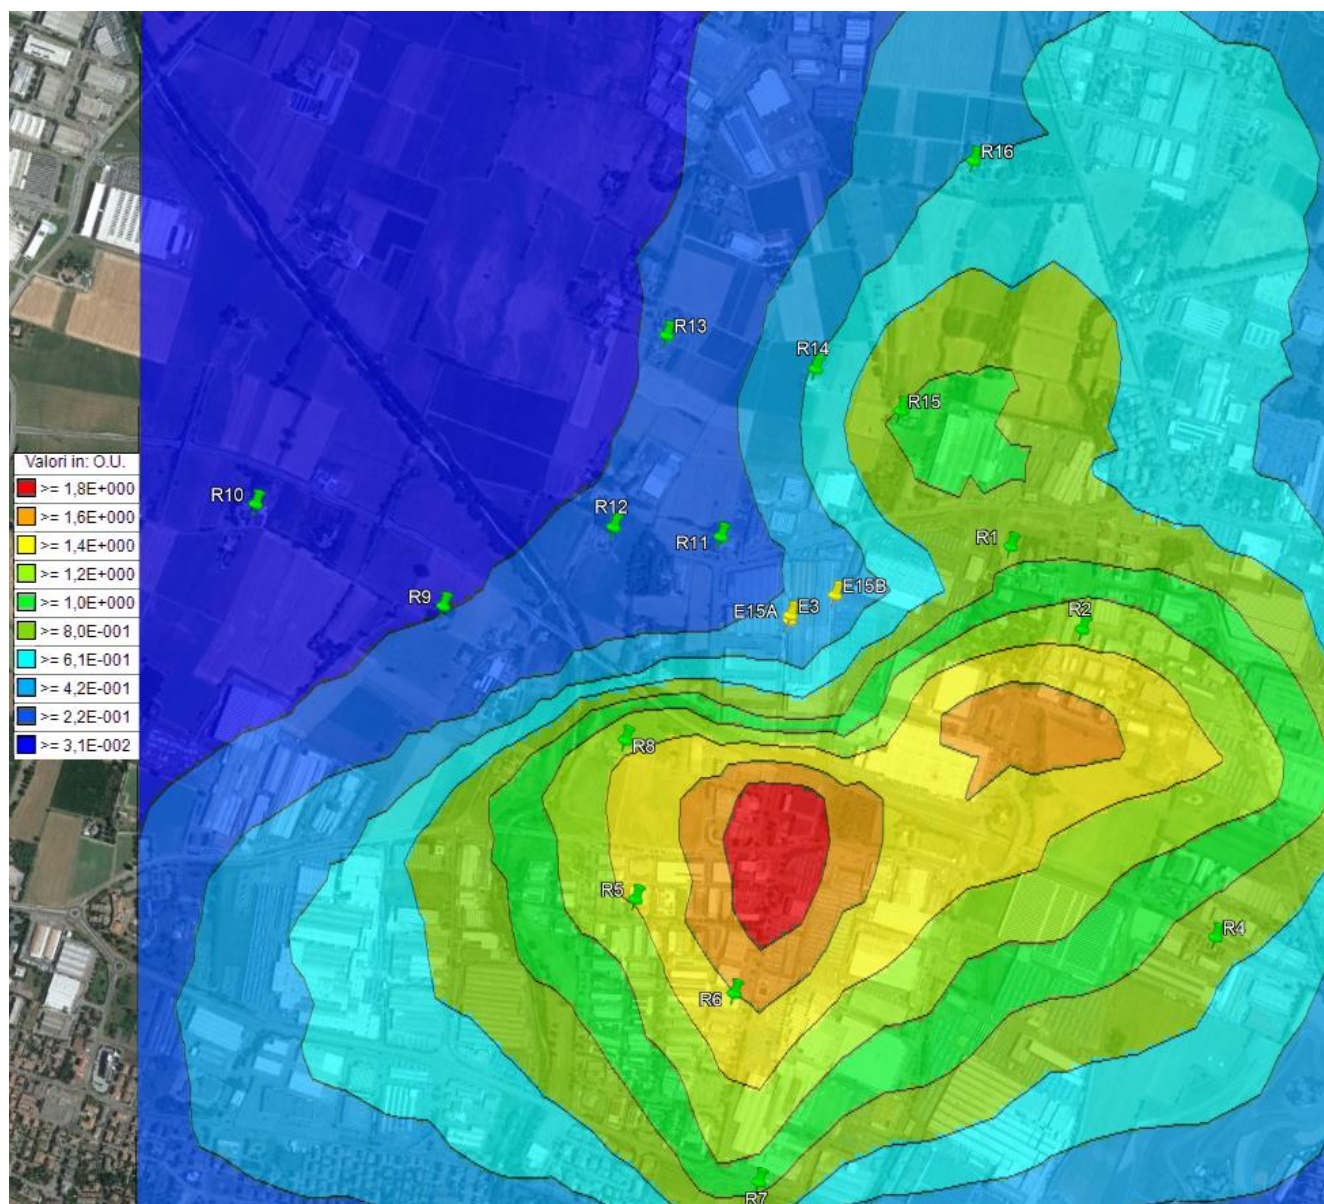 R16
R13
R14
R15
Valori in: O.U.
>= 1,8E+000
>= 1,6E+000
>= 1,4E+000
>= 1,2E+000
>= 1,0E+000
>= 8,0E-001
>= 6,1E-001
>= 4,2E-001
>= 2,2E-001
>= 3,1E-002
R10
R12
R11
R1
R9
E15B
E15A
E3
R2
R8
R5
R4
R6
R7